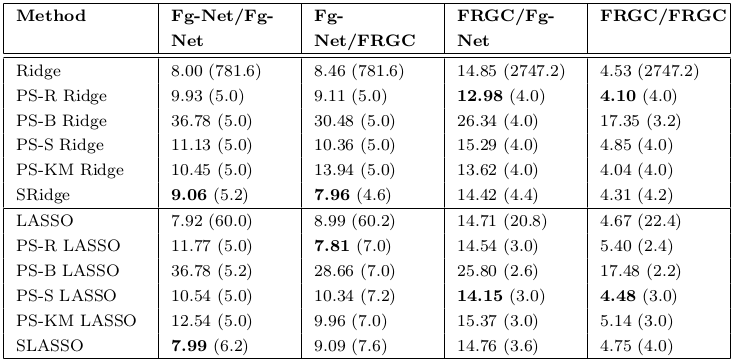 Method Fg-Net/Fg- Fg- FRGC/Fg- FRGC/FRGC
Net Net/FRGC Net
Ridge 8.00 (781.6) 8.46 (781.6) 14.85 (2747.2) 4.53 (2747.2)
PS-R Ridge 9.93 (5.0) 9.11 (5.0) 12.98 (4.0) 4.10 (4.0)
PS-B Ridge 36.78 (5.0) 30.48 (5.0) 26.34 (4.0) 17.35 (3.2)
PS-S Ridge 11.13 (5.0) 10.36 (5.0) 15.29 (4.0) 4.85 (4.0)
PS-KM Ridge 10.45 (5.0) 13.94 (5.0) 13.62 (4.0) 4.04 (4.0)
SRidge 9.06 (5.2) 7.96 (4.6) 14.42 (4.4) 4.31 (4.2)
LASSO 7.92 (60.0) 8.99 (60.2) 14.71 (20.8) 4.67 (22.4)
PS-R LASSO 11.77 (5.0) 7.81 (7.0) 14.54 (3.0) 5.40 (2.4)
PS-B LASSO 36.78 (5.2) 28.66 (7.0) 25.80 (2.6) 17.48 (2.2)
PS-S LASSO 10.54 (5.0) 10.34 (7.2) 14.15 (3.0) 4.48 (3.0)
PS-KM LASSO 12.54 (5.0) 9.96 (7.0) 15.37 (3.0) 5.14 (3.0)
SLASSO 7.99 (6.2) 9.09 (7.6) 14.76 (3.6) 4.75 (4.0)